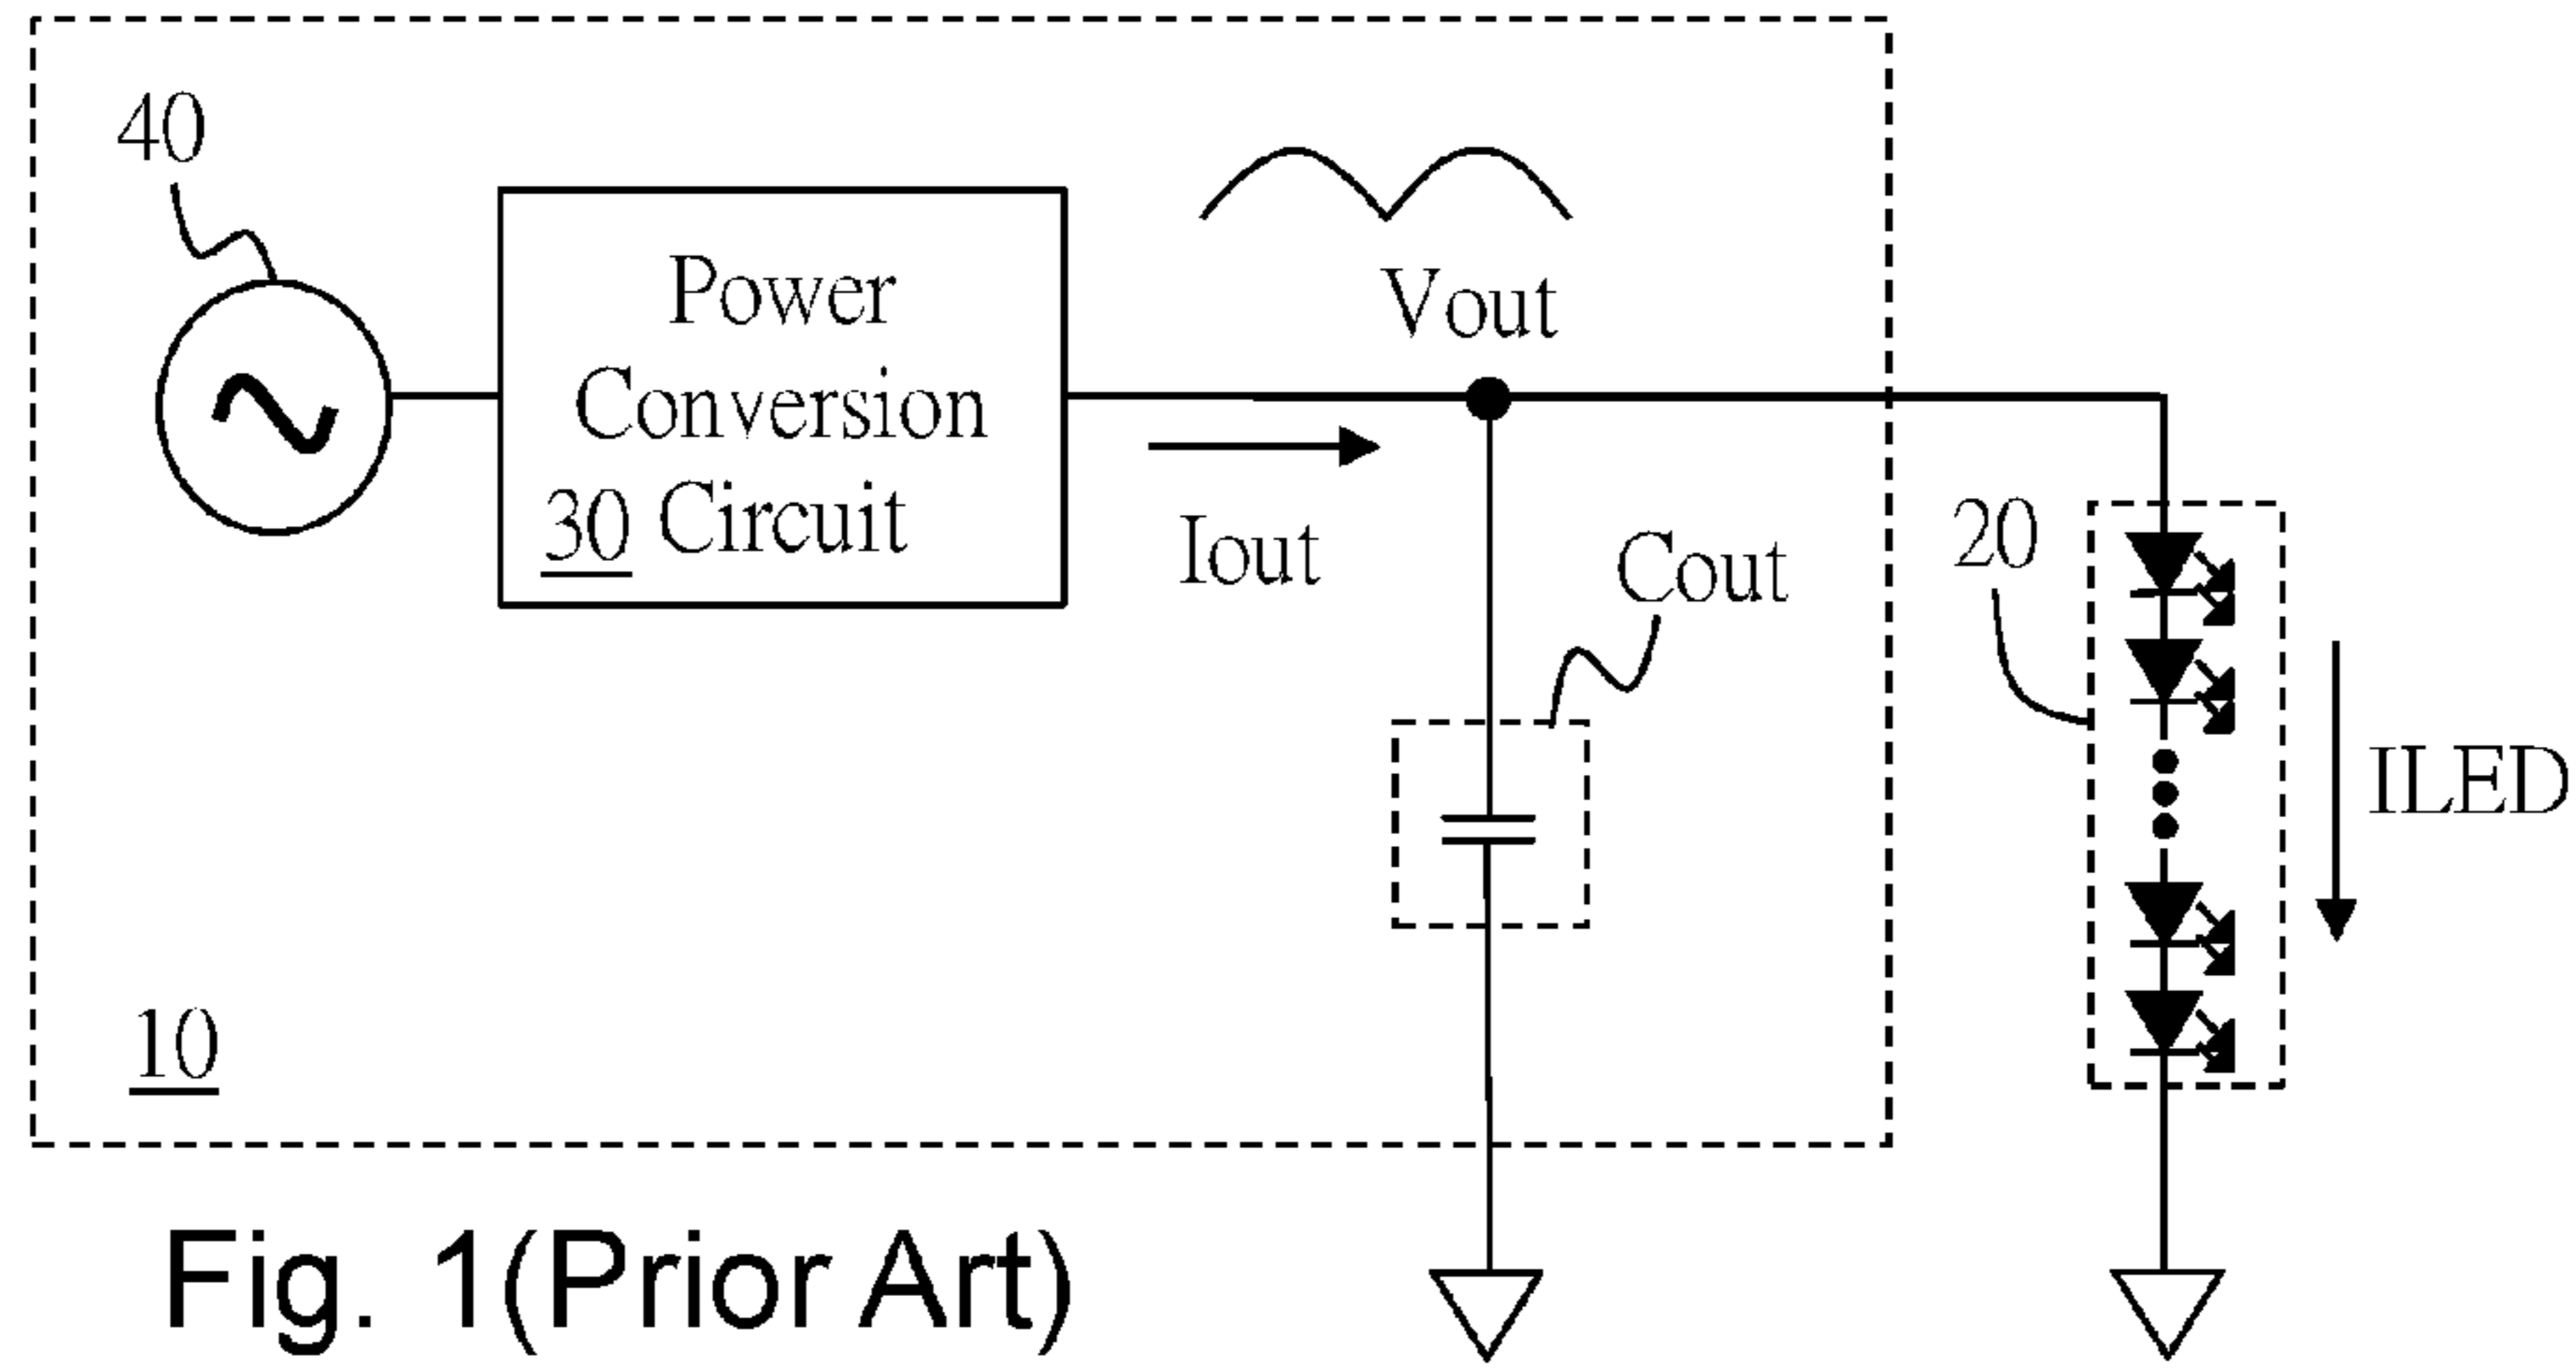 40
Power
Conversion
30 Circuit
Vout
Iout
Cout
20
ILED
10
Fig. 1(Prior Art)